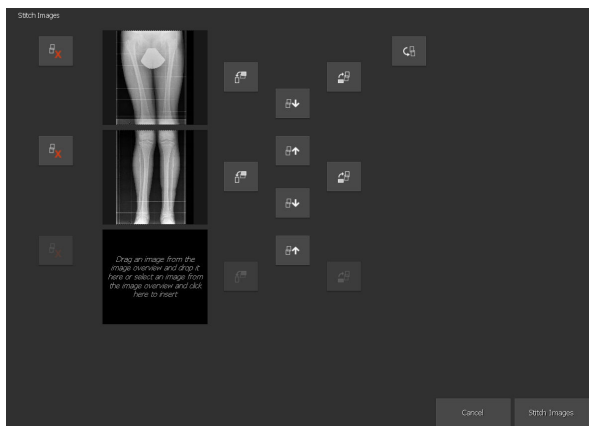 Stitch Images
Drag an image from the
image overview and drop it
here or select an image from
the image overview and click
here to insert
Cancel
Stitch Images